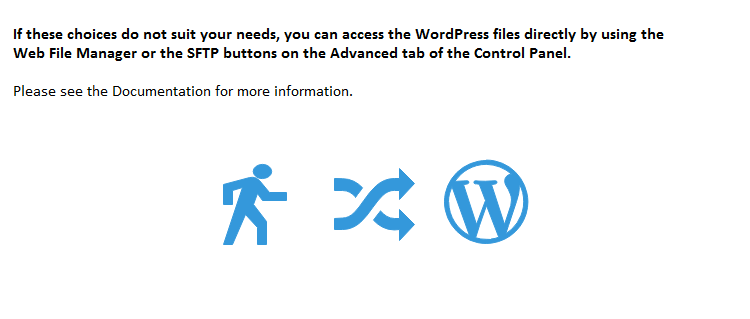 If these choices do not suit your needs, you can access the WordPress files directly by using the
Web File Manager or the SFTP buttons on the Advanced tab of the Control Panel.
Please see the Documentation for more information.
W